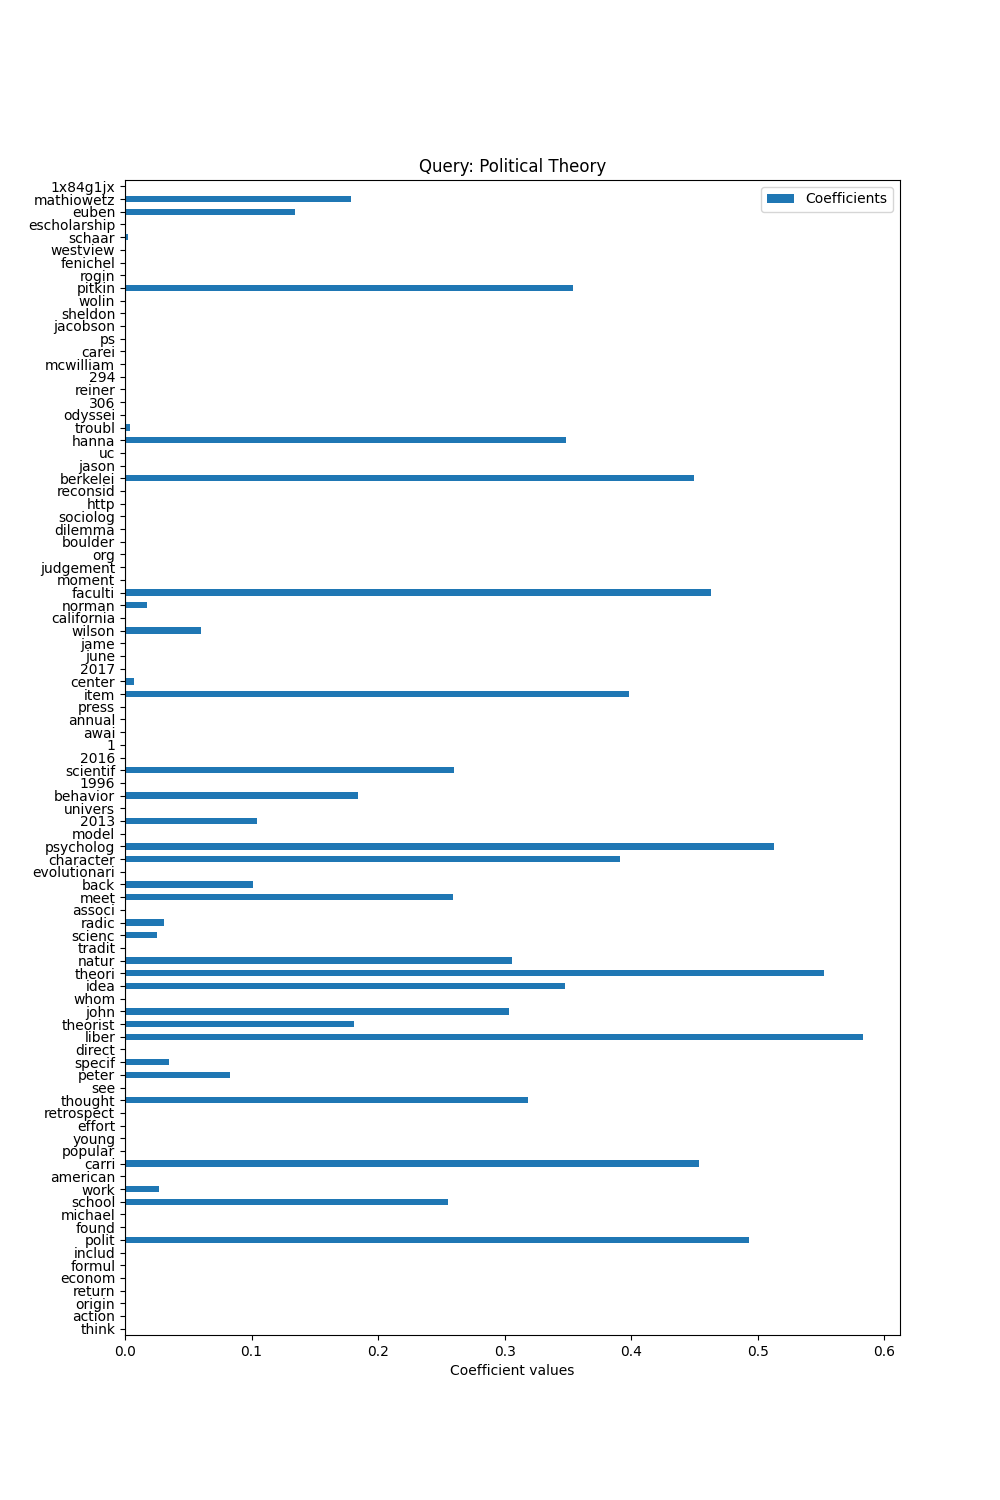 Query: Political Theory
Coefficients
1x84g1jx
mathiowetz
euben
escholarship
schaar
westview
fenichel
rogin
pitkin
wolin
sheldon
jacobson
ps
carei
mcwilliam
294
reiner
306
odyssei
troubl
hanna
uc
jason
berkelei
reconsid
http
sociolog
dilemma
boulder
org
judgement
moment
faculti
norman
california
wilson
jame
june
2017
center
item
press
annual
awai
1
2016
scientif
1996
behavior
univers
2013
model
psycholog
character
evolutionari
back
meet
associ
radic
scienc
tradit
natur
theori
idea
whom
john
theorist
liber
direct
specif
peter
see
thought
retrospect
effort
young
popular
carri
american
work
school
michael
found
polit
includ
formul
econom
return
origin
action
think
0.0 0.1 0.2 0.3 0.4 0.5 0.6
Coefficient values